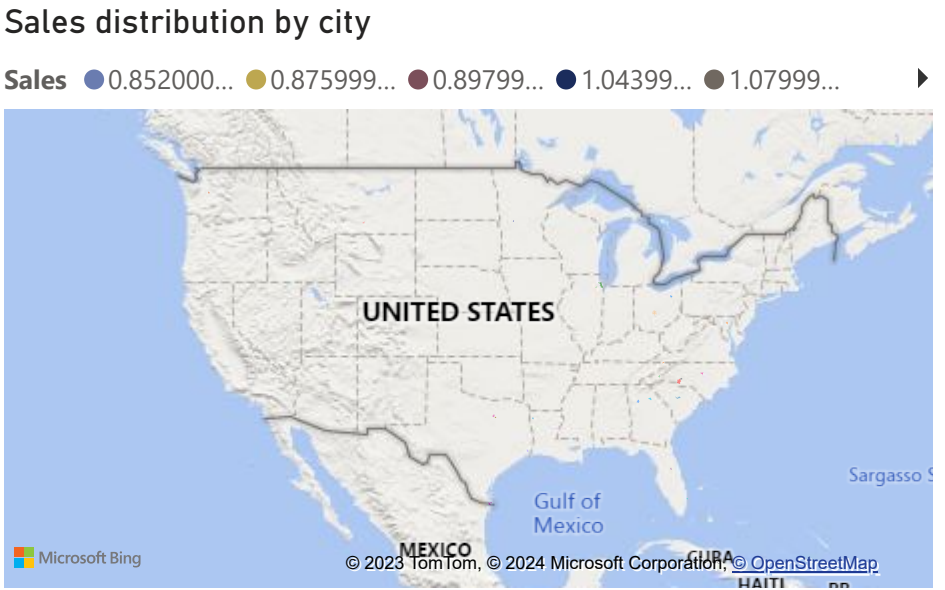 Sales distribution by city
Sales 0.852000... 0.875999... 0.89799... 1.04399... 1.07999...
UNITED STATES
Sargasso S
Gulf of
Mexico
MEXICO
CUBA
Microsoft Bing
© 2023 TomTom, © 2024 Microsoft Corporation, © OpenStreetMap
HAITI